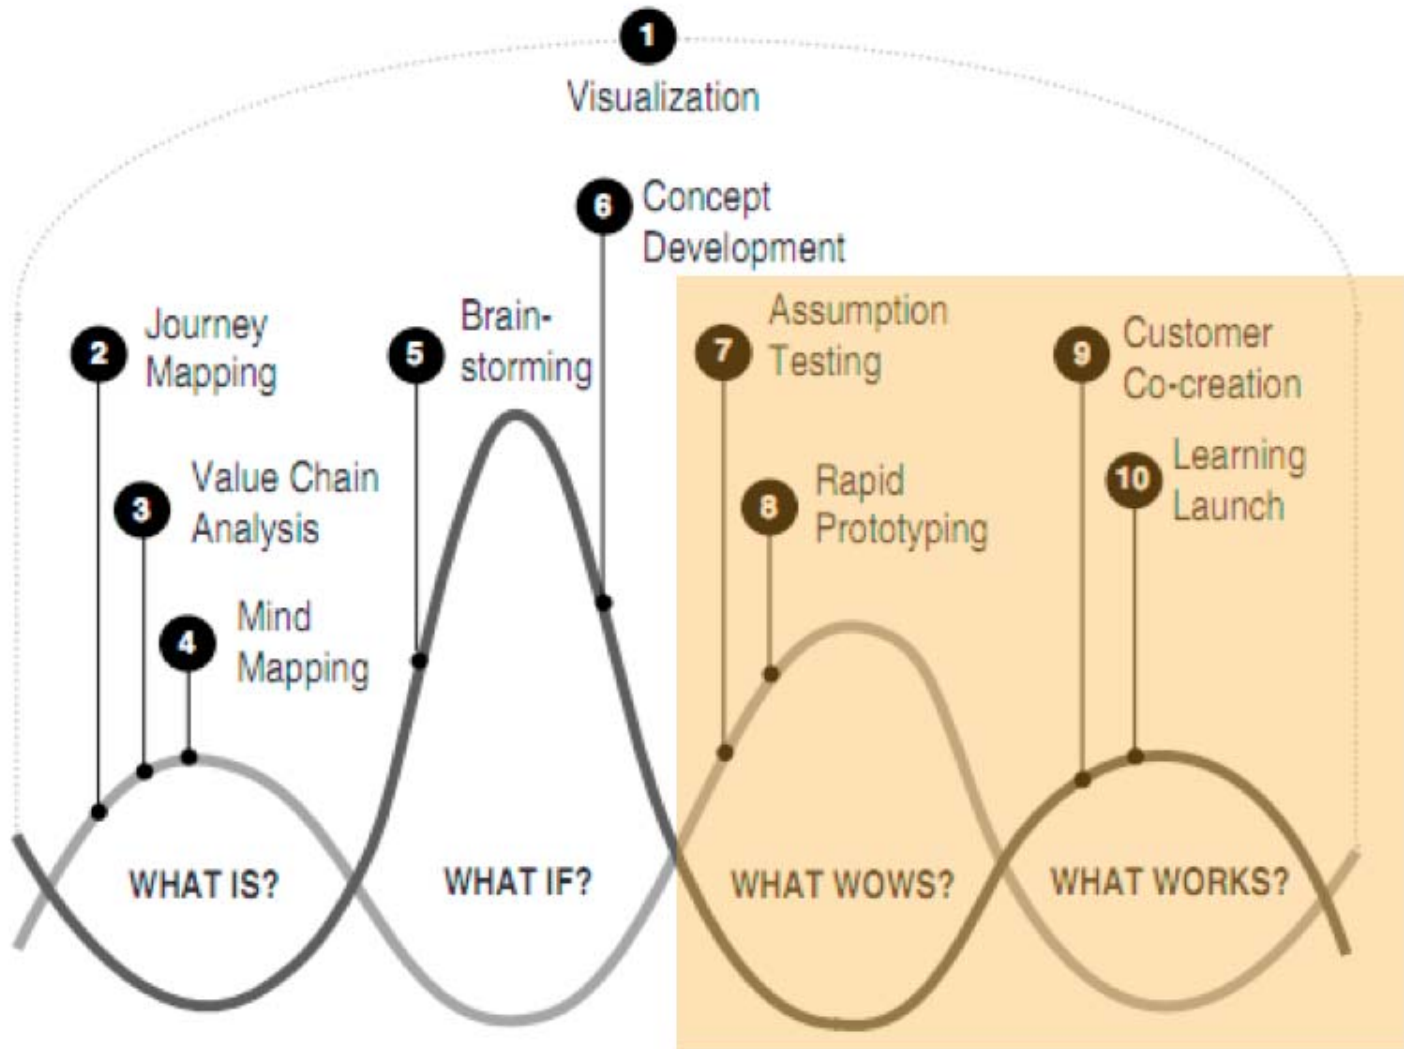 1
Visualization
6
Concept
Development
2
Journey
Mapping
3
Value Chain
Analysis
4
Mind
Mapping
5
Brain-
storming
7
Assumption
Testing
8
Rapid
Prototyping
9
Customer
Co-creation
10
Learning
Launch
WHAT IS?
WHAT IF?
WHAT WOWS?
WHAT WORKS?